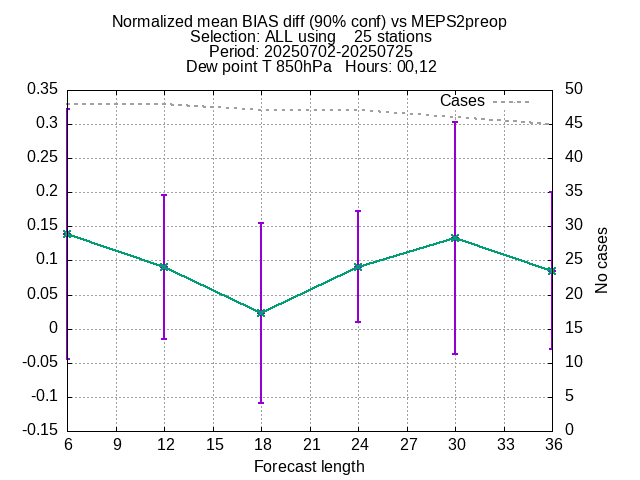 Normalized mean BIAS diff (90% conf) vs MEPS2preop
Selection: ALL using    25 stations
Period: 20250702-20250725
Dew point T 850hPa   Hours: 00,12
Cases
0.35
0.3
0.25
0.2
0.15
0.1
0.05
0
-0.05
-0.1
-0.15
50
45
40
35
30
25
20
15
10
5
0
No cases
6 9 12 15 18 21 24 27 30 33 36
Forecast length